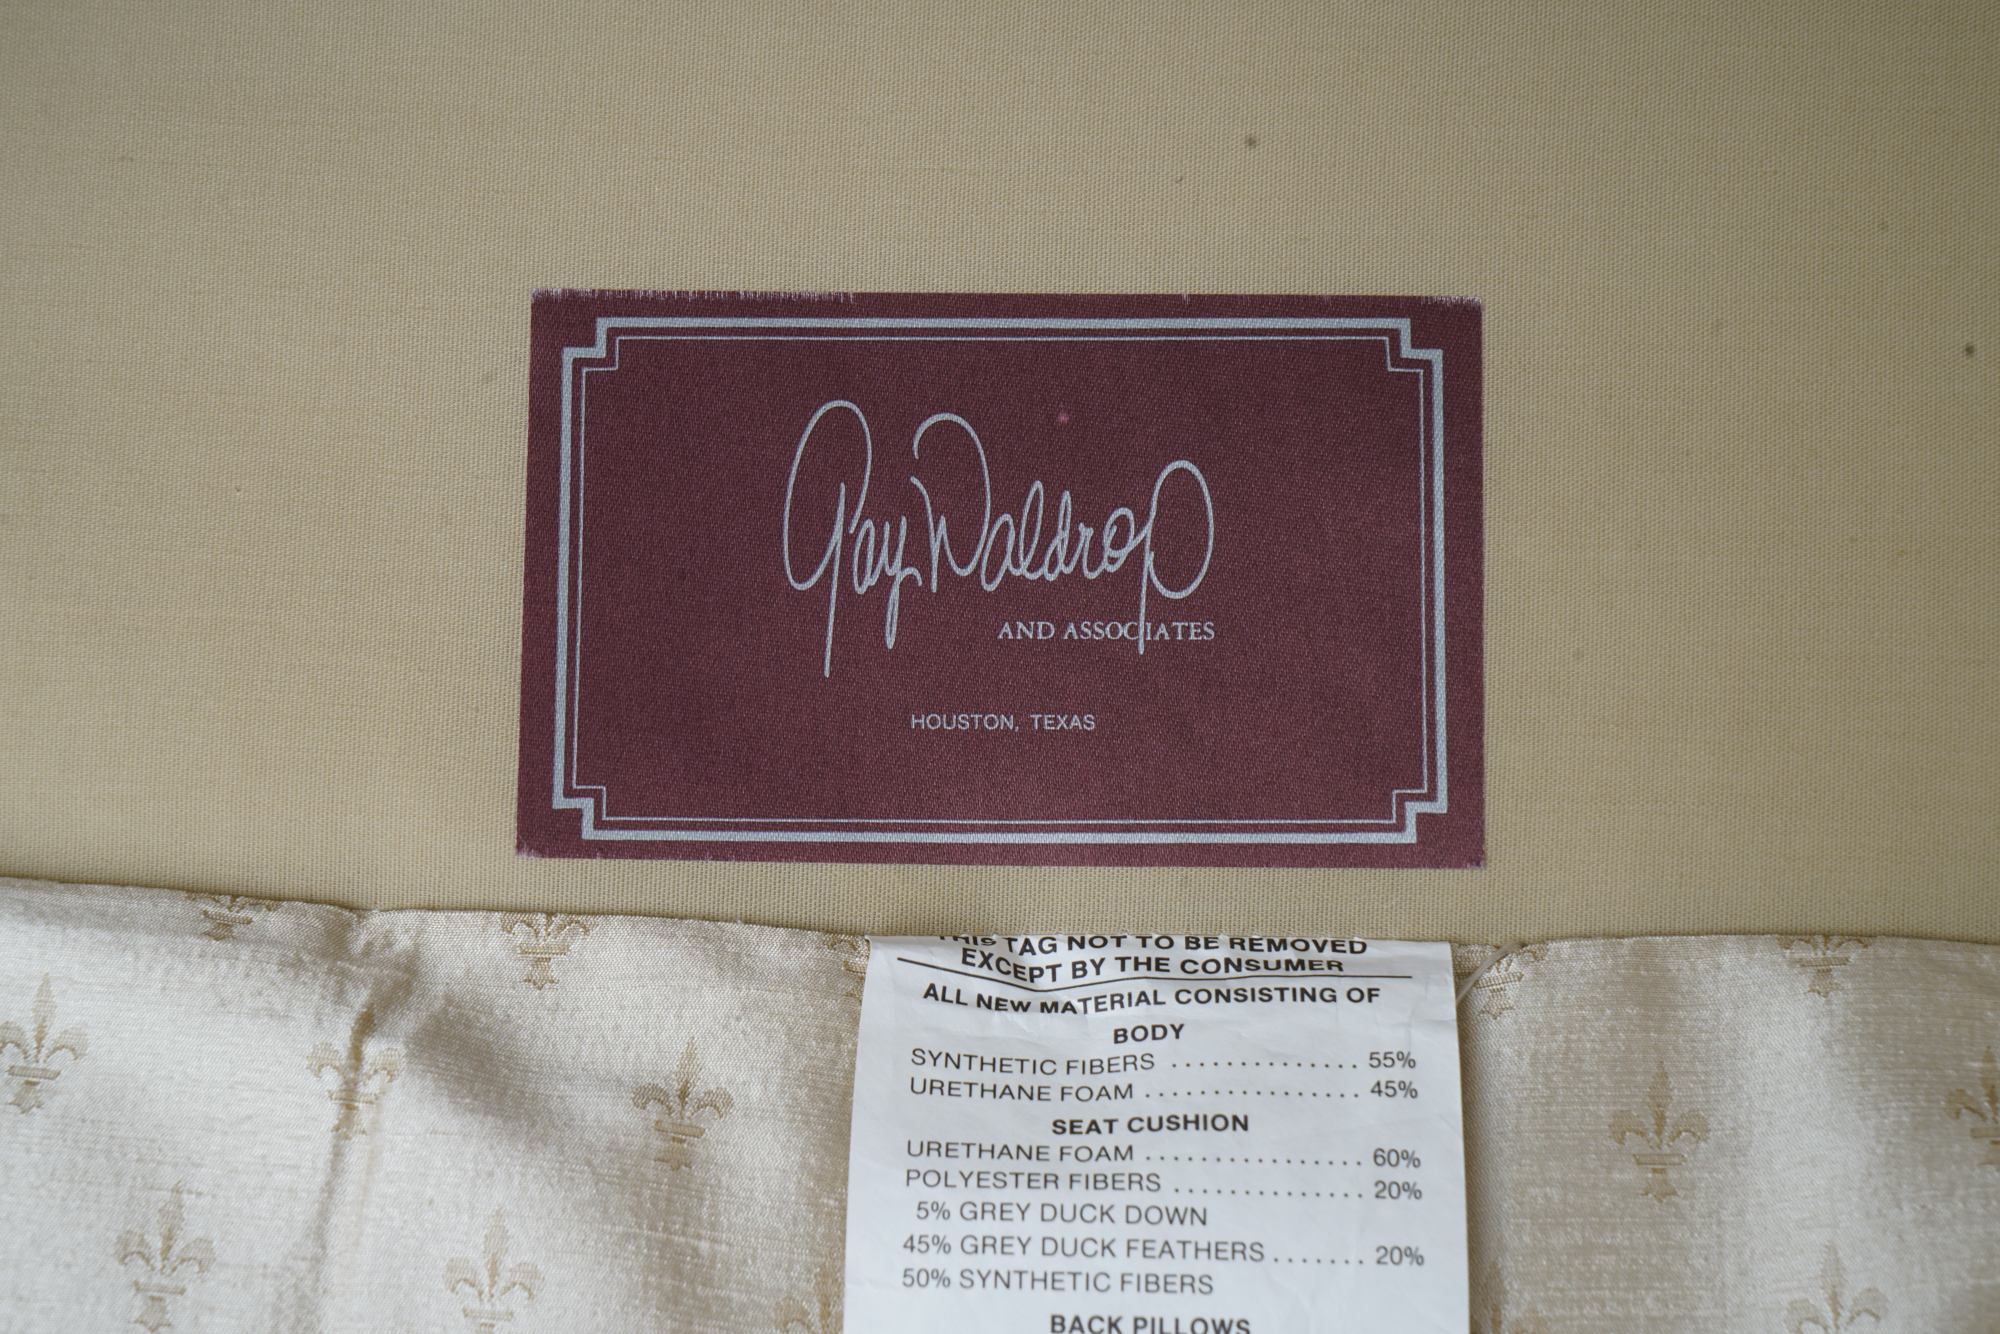 Gay Waldrop
AND ASSOCIATES
HOUSTON, TEXAS
THIS TAG NOT TO BE REMOVED
EXCEPT BY THE CONSUMER
ALL NEW MATERIAL CONSISTING OF
BODY
SYNTHETIC FIBERS .............. 55%
URETHANE FOAM ................ 45%
SEAT CUSHION
URETHANE FOAM ................ 60%
POLYESTER FIBERS .............. 20%
5% GREY DUCK DOWN
45% GREY DUCK FEATHERS ....... 20%
50% SYNTHETIC FIBERS
BACK PILLOWS